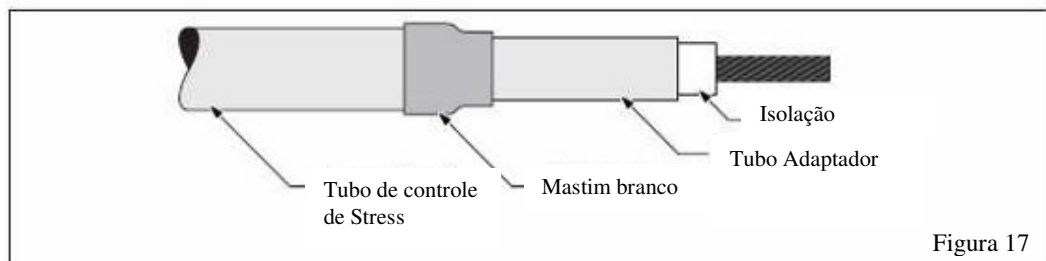 Isolação
Tubo Adaptador
Tubo de controle
de Stress
Mastim branco
Figura 17